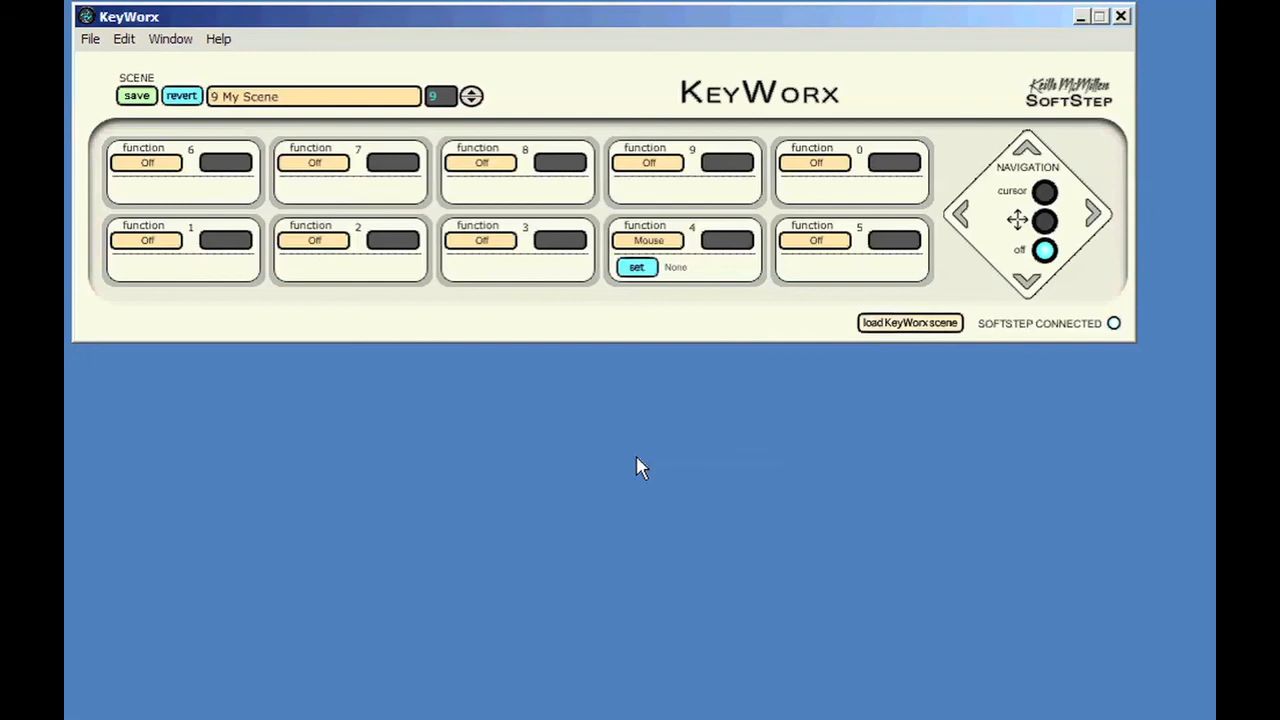 KeyWorx
File Edit Window Help
SCENE
save revert 9 My Scene 9
KEYWORX
Keith McMillen
SOFTSTEP
function 6 function 7 function 8 function 9 function 0
Off Off Off Off Off
NAVIGATION
cursor
function 1 function 2 function 3 function 4 function 5
Off Off Off Mouse Off
off
set None
load KeyWorx scene SOFTSTEP CONNECTED